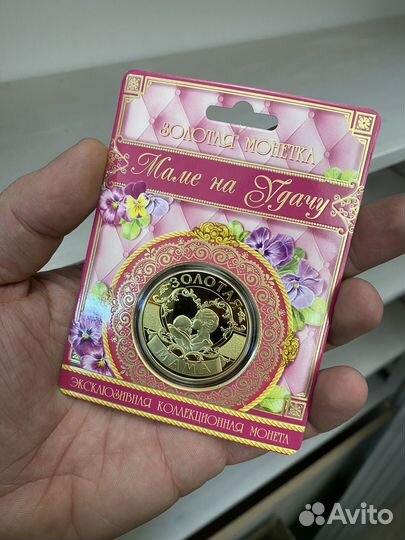 ЗОЛОТАЯ МОНЕТКА
Маме на Удачу
ЗОЛОТАЯ
МАМА
ЭКСКЛЮЗИВНАЯ КОЛЛЕКЦИОННАЯ МОНЕТА
Avito